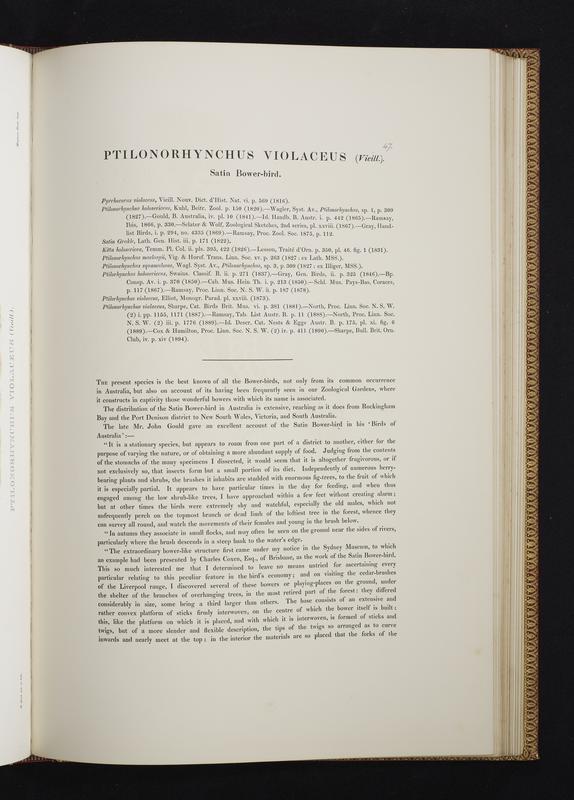 47.
PTILONORHYNCHUS VIOLACEUS (Vieill.).
Satin Bower-bird.
Pyrrhocorax violaceus, Vieill. Nouv. Dict. d'Hist. Nat. vi. p. 569 (1816).
Ptilonorhynchus holosericeus, Kuhl, Beitr. Zool. p. 150 (1820).—Wagler, Syst. Av., Ptilonorhynchus, sp. 1, p. 309
(1827).—Gould, B. Australia, iv. pl. 10 (1841).—Id. Handb. B. Austr. i. p. 442 (1865).—Ramsay,
Ibis, 1866, p. 330.—Sclater & Wolf, Zoological Sketches, 2nd series, pl. xxviii. (1867).—Gray, Hand-
list Birds, i. p. 294, no. 4335 (1869).—Ramsay, Proc. Zool. Soc. 1875, p. 112.
Satin Grakle, Lath. Gen. Hist. iii. p. 171 (1822).
Kitta holosericea, Temm. Pl. Col. ii. pls. 395, 422 (1826).—Lesson, Traité d'Orn. p. 350, pl. 46. fig. 1 (1831).
Ptilonorhynchus macleayii, Vig. & Horsf. Trans. Linn. Soc. xv. p. 263 (1827: ex Lath. MSS.).
Ptilonorhynchus squamulosus, Wagl. Syst. Av., Ptilonorhynchus, sp. 3, p. 309 (1827: ex Illiger, MSS.).
Ptilorhynchus holosericeus, Swains. Classif. B. ii. p. 271 (1837).—Gray, Gen. Birds, ii. p. 325 (1846).—Bp.
Consp. Av. i. p. 370 (1850).—Cab. Mus. Hein. Th. i. p. 213 (1850).—Schl. Mus. Pays-Bas, Coraces,
p. 117 (1867).—Ramsay, Proc. Linn. Soc. N. S. W. ii. p. 187 (1878).
Ptilorhynchus violaceus, Elliot, Monogr. Parad. pl. xxviii. (1873).
Ptilonorhynchus violaceus, Sharpe, Cat. Birds Brit. Mus. vi. p. 381 (1881).—North, Proc. Linn. Soc. N. S. W.
(2) i. pp. 1155, 1171 (1887).—Ramsay, Tab. List Austr. B. p. 11 (1888).—North, Proc. Linn. Soc.
N. S. W. (2) iii. p. 1776 (1889).—Id. Descr. Cat. Nests & Eggs Austr. B. p. 175, pl. xi. fig. 6
(1889).—Cox & Hamilton, Proc. Linn. Soc. N. S. W. (2) iv. p. 411 (1890).—Sharpe, Bull. Brit. Orn.
Club, iv. p. xiv (1894).
THE present species is the best known of all the Bower-birds, not only from its common occurrence
in Australia, but also on account of its having been frequently seen in our Zoological Gardens, where
it constructs in captivity those wonderful bowers with which its name is associated.
The distribution of the Satin Bower-bird in Australia is extensive, reaching as it does from Rockingham
Bay and the Port Denison district to New South Wales, Victoria, and South Australia.
The late Mr. John Gould gave an excellent account of the Satin Bower-bird in his 'Birds of
Australia':—
"It is a stationary species, but appears to roam from one part of a district to another, either for the
purpose of varying the nature, or of obtaining a more abundant supply of food. Judging from the contents
of the stomachs of the many specimens I dissected, it would seem that it is altogether frugivorous, or if
not exclusively so, that insects form but a small portion of its diet. Independently of numerous berry-
bearing plants and shrubs, the brushes it inhabits are studded with enormous fig-trees, to the fruit of which
it is especially partial. It appears to have particular times in the day for feeding, and when thus
engaged among the low shrub-like trees, I have approached within a few feet without creating alarm;
but at other times the birds were extremely shy and watchful, especially the old males, which not
unfrequently perch on the topmost branch or dead limb of the loftiest tree in the forest, whence they
can survey all round, and watch the movements of their females and young in the brush below.
"In autumn they associate in small flocks, and may often be seen on the ground near the sides of rivers,
particularly where the brush descends in a steep bank to the water's edge.
"The extraordinary bower-like structure first came under my notice in the Sydney Museum, to which
an example had been presented by Charles Coxen, Esq., of Brisbane, as the work of the Satin Bower-bird.
This so much interested me that I determined to leave no means untried for ascertaining every
particular relating to this peculiar feature in the bird's economy; and on visiting the cedar-brushes
of the Liverpool range, I discovered several of these bowers or playing-places on the ground, under
the shelter of the branches of overhanging trees, in the most retired part of the forest: they differed
considerably in size, some being a third larger than others. The base consists of an extensive and
rather convex platform of sticks firmly interwoven, on the centre of which the bower itself is built;
this, like the platform on which it is placed, and with which it is interwoven, is formed of sticks and
twigs, but of a more slender and flexible description, the tips of the twigs so arranged as to curve
inwards and nearly meet at the top: in the interior the materials are so placed that the forks of the
PTILONORHYNCHUS VIOLACEUS (Vieill.)